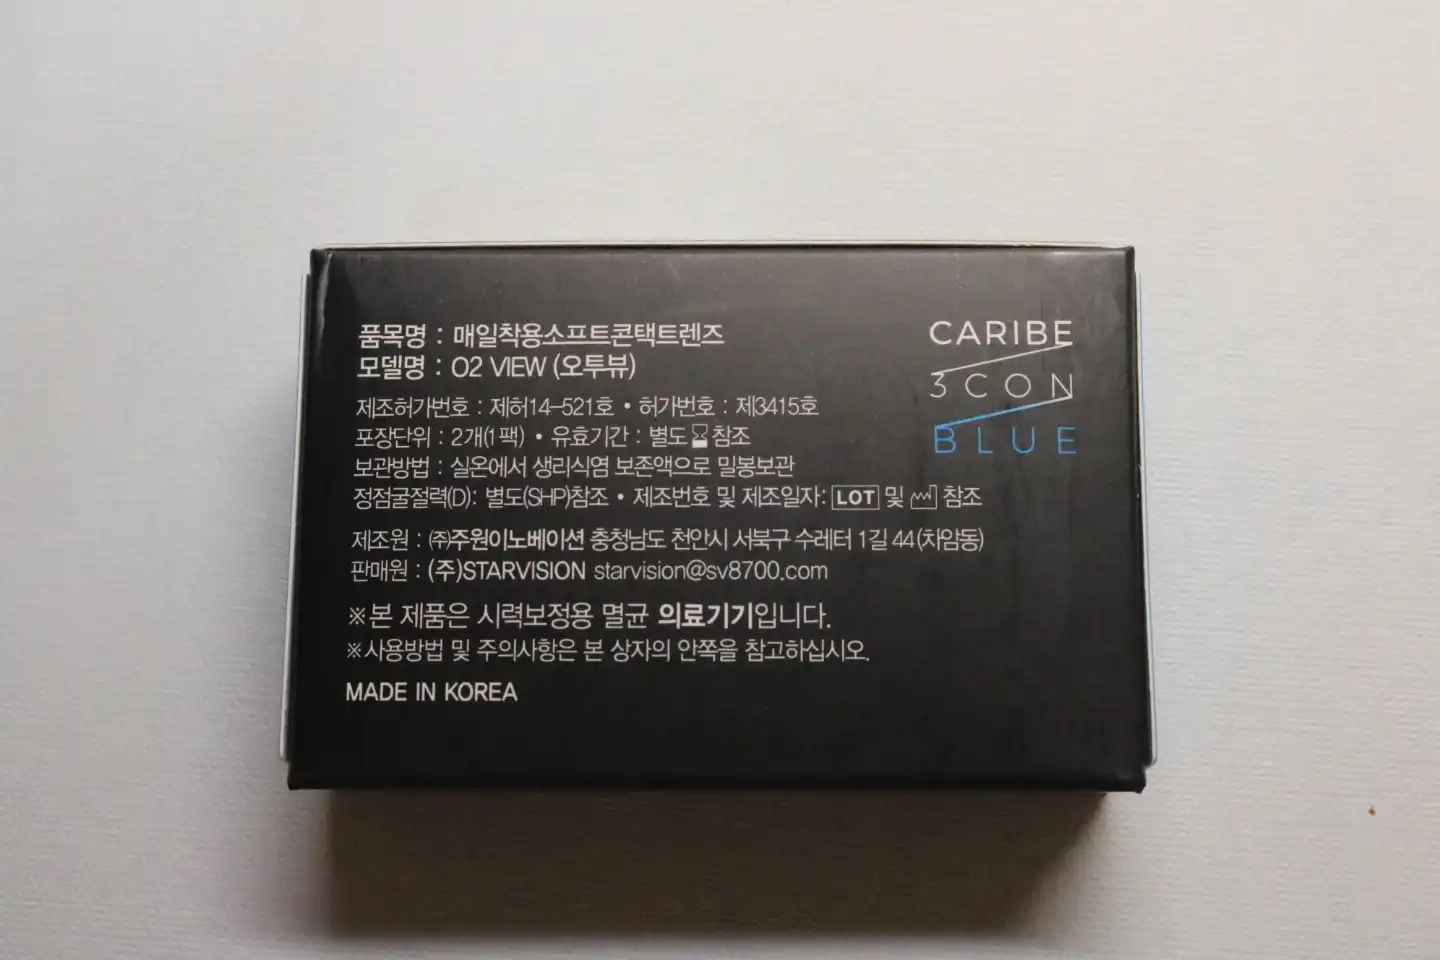 품목명 : 매일착용소프트콘택트렌즈
모델명 : O2 VIEW (오투뷰)
제조허가번호 : 제허14-521호 • 허가번호 : 제3415호
포장단위 : 2개(1팩) • 유효기간 : 별도 참조
보관방법 : 실온에서 생리식염 보존액으로 밀봉보관
정점굴절력(D): 별도(SHP)참조 • 제조번호 및 제조일자: LOT 및 참조
제조원 : ㈜주원이노베이션 충청남도 천안시 서북구 수레터 1길 44(차암동)
판매원 : (주)STARVISION starvision@sv8700.com
※본 제품은 시력보정용 멸균 의료기기입니다.
※사용방법 및 주의사항은 본 상자의 안쪽을 참고하십시오.
MADE IN KOREA
CARIBE
3CON
BLUE